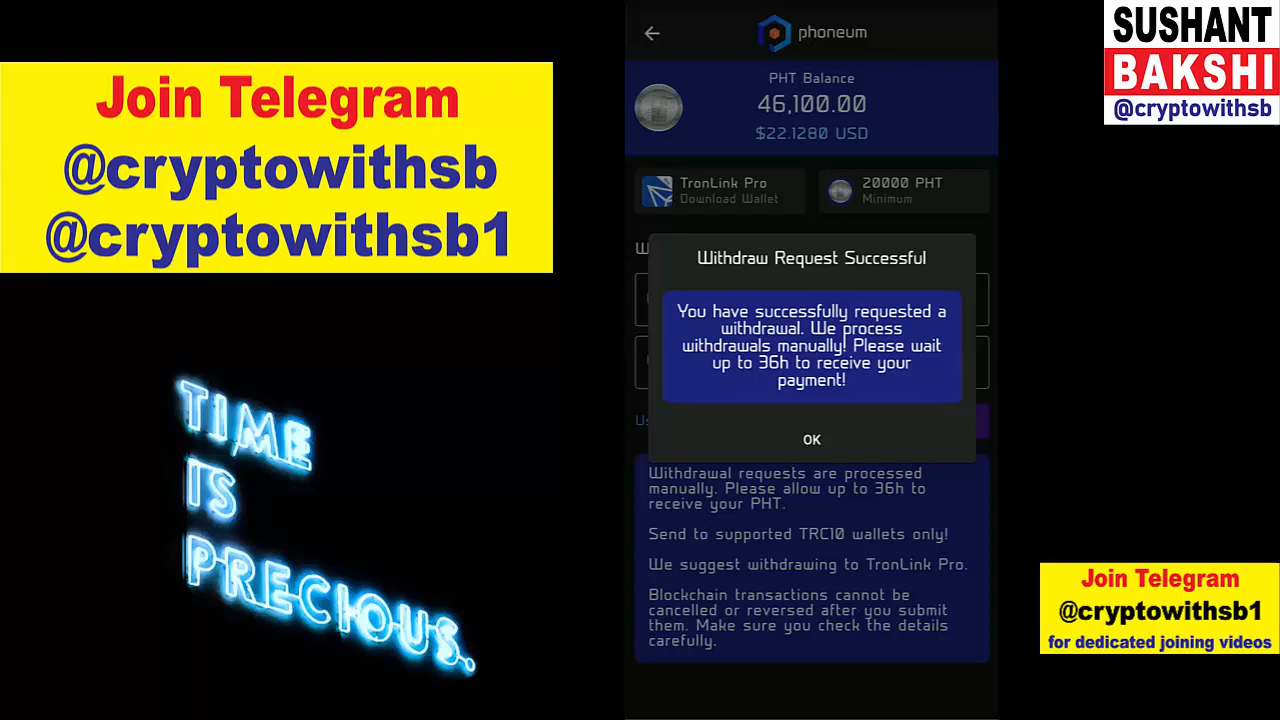 Join Telegram
@cryptowithsb
@cryptowithsb1
TIME
IS
PRECIOUS.
phoneum
PHT Balance
46,100.00
$22.1280 USD
TronLink Pro
Download Wallet
20000 PHT
Minimum
W
Withdraw Request Successful
You have successfully requested a
withdrawal. We process
withdrawals manually! Please wait
up to 36h to receive your
payment!
Us
OK
Withdrawal requests are processed
manually. Please allow up to 36h to
receive your PHT.
Send to supported TRC10 wallets only!
We suggest withdrawing to TronLink Pro.
Blockchain transactions cannot be
cancelled or reversed after you submit
them. Make sure you check the details
carefully.
SUSHANT
BAKSHI
@cryptowithsb
Join Telegram
@cryptowithsb1
for dedicated joining videos